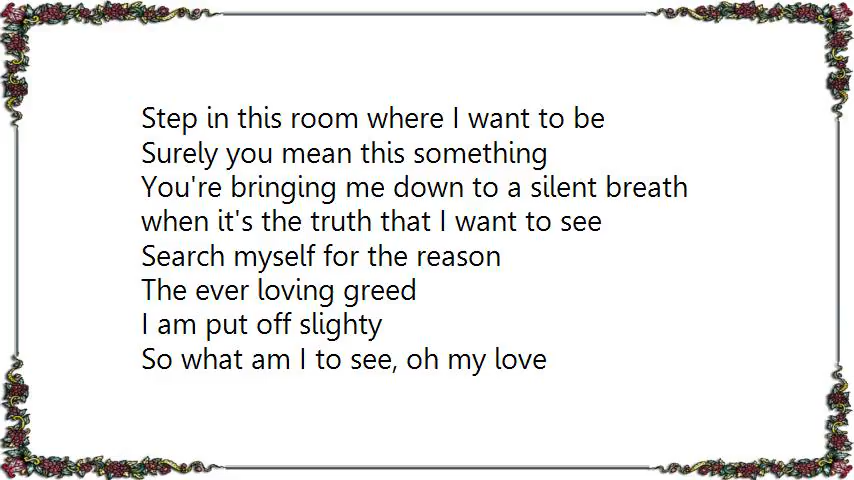 Step in this room where I want to be
Surely you mean this something
You're bringing me down to a silent breath
when it's the truth that I want to see
Search myself for the reason
The ever loving greed
I am put off slighty
So what am I to see, oh my love